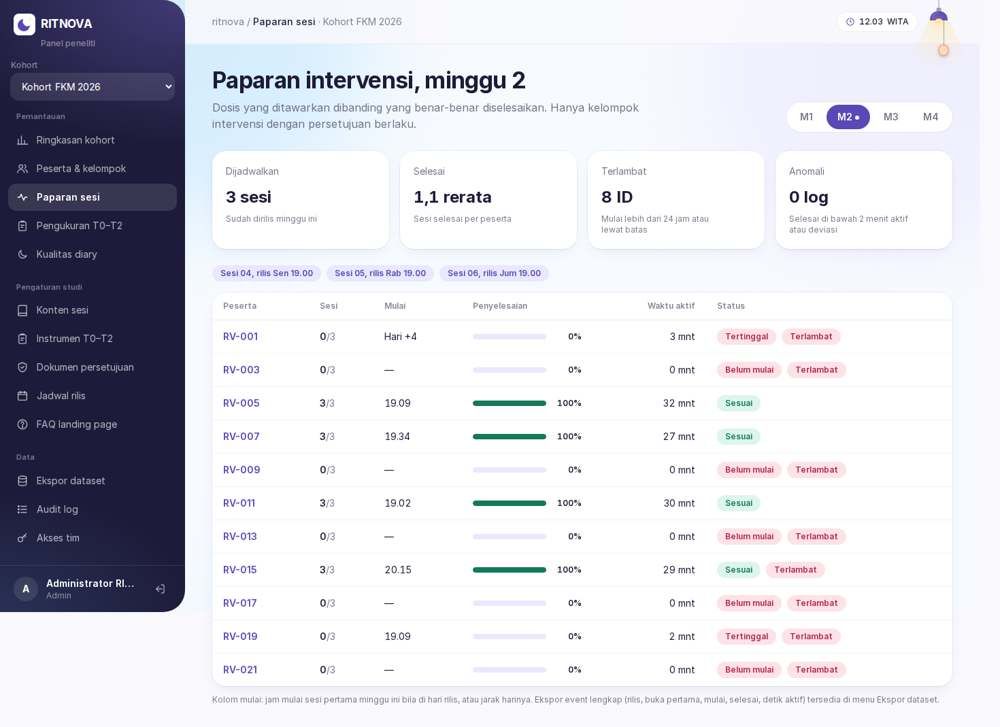 RITNOVA
Panel peneliti
Kohort
Kohort FKM 2026
Pemantauan
Ringkasan kohort
Peserta & kelompok
Paparan sesi
Pengukuran T0–T2
Kualitas diary
Pengaturan studi
Konten sesi
Instrumen T0–T2
Dokumen persetujuan
Jadwal rilis
FAQ landing page
Data
Ekspor dataset
Audit log
Akses tim
A
Administrator RI...
Admin
ritnova / Paparan sesi · Kohort FKM 2026
12.03 WITA
Paparan intervensi, minggu 2
Dosis yang ditawarkan dibanding yang benar-benar diselesaikan. Hanya kelompok
intervensi dengan persetujuan berlaku.
M1 M2 • M3 M4
Dijadwalkan
3 sesi
Sudah dirilis minggu ini
Selesai
1,1 rerata
Sesi selesai per peserta
Terlambat
8 ID
Mulai lebih dari 24 jam atau
lewat batas
Anomali
0 log
Selesai di bawah 2 menit aktif
atau deviasi
Sesi 04, rilis Sen 19.00 Sesi 05, rilis Rab 19.00 Sesi 06, rilis Jum 19.00
Peserta Sesi Mulai Penyelesaian Waktu aktif Status
RV-001 0/3 Hari +4 0% 3 mnt Tertinggal Terlambat
RV-003 0/3 — 0% 0 mnt Belum mulai Terlambat
RV-005 3/3 19.09 100% 32 mnt Sesuai
RV-007 3/3 19.34 100% 27 mnt Sesuai
RV-009 0/3 — 0% 0 mnt Belum mulai Terlambat
RV-011 3/3 19.02 100% 30 mnt Sesuai
RV-013 0/3 — 0% 0 mnt Belum mulai Terlambat
RV-015 3/3 20.15 100% 29 mnt Sesuai Terlambat
RV-017 0/3 — 0% 0 mnt Belum mulai Terlambat
RV-019 0/3 19.09 0% 2 mnt Tertinggal Terlambat
RV-021 0/3 — 0% 0 mnt Belum mulai Terlambat
Kolom mulai: jam mulai sesi pertama minggu ini bila di hari rilis, atau jarak harinya. Ekspor event lengkap (rilis, buka pertama, mulai, selesai, detik aktif) tersedia di menu Ekspor dataset.